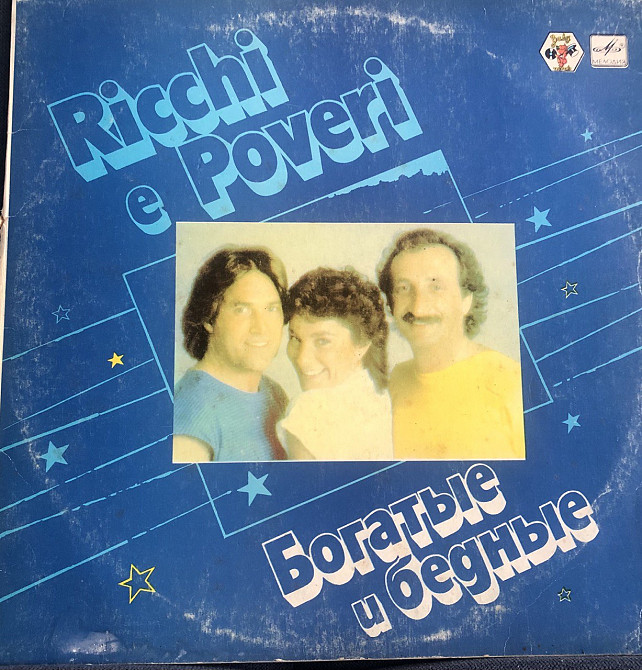 Ricchi
e Poveri
МЕЛОДИЯ
Богатые
и бедные